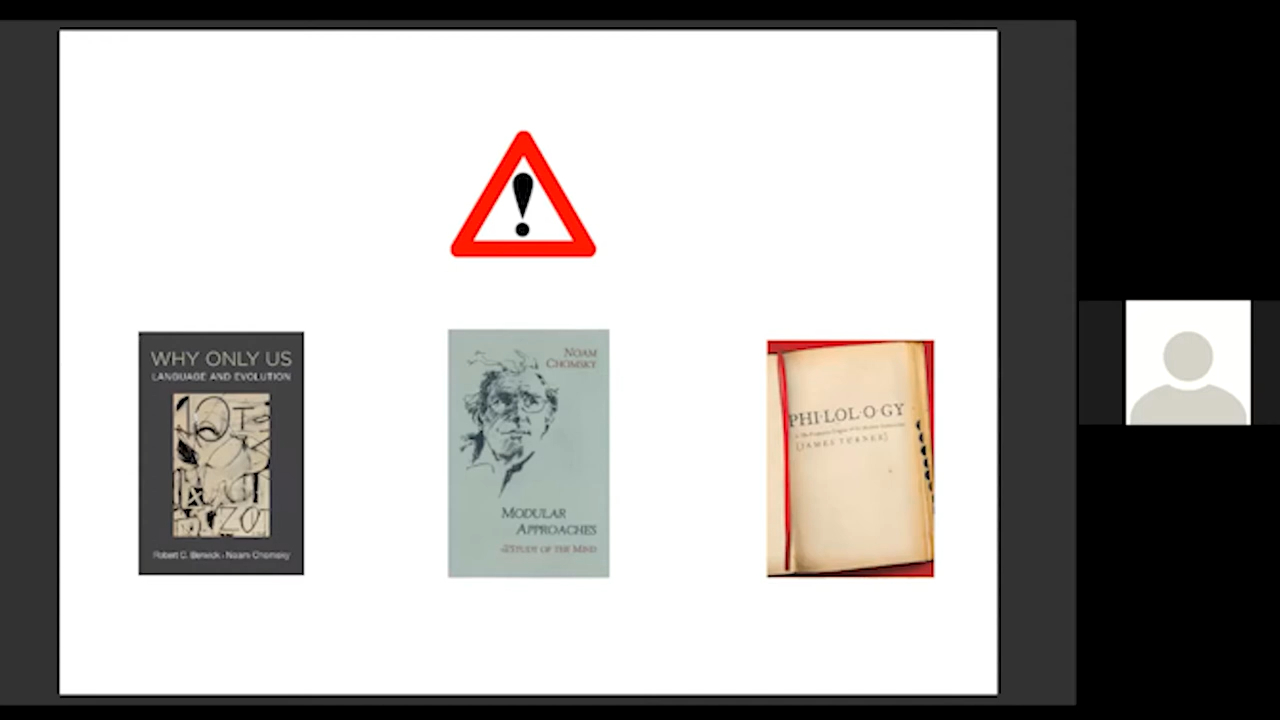 WHY ONLY US
LANGUAGE AND EVOLUTION
Robert C. Berwick · Noam Chomsky
NOAM
CHOMSKY
MODULAR
APPROACHES
STUDY OF THE MIND
PHI·LOL·O·GY
[JAMES TURNER]